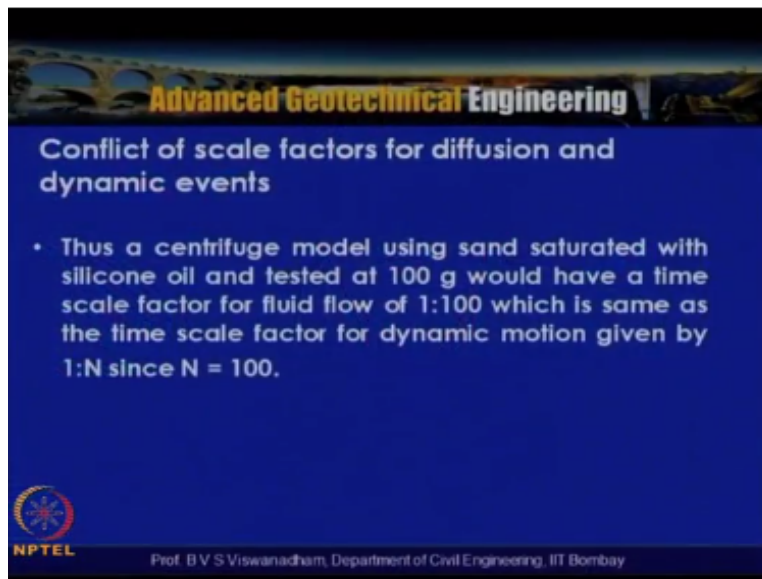 Advanced Geotechnical Engineering
Conflict of scale factors for diffusion and
dynamic events
• Thus a centrifuge model using sand saturated with
silicone oil and tested at 100 g would have a time
scale factor for fluid flow of 1:100 which is same as
the time scale factor for dynamic motion given by
1:N since N = 100.
NPTEL
Prof. B V S Viswanadham, Department of Civil Engineering, IIT Bombay